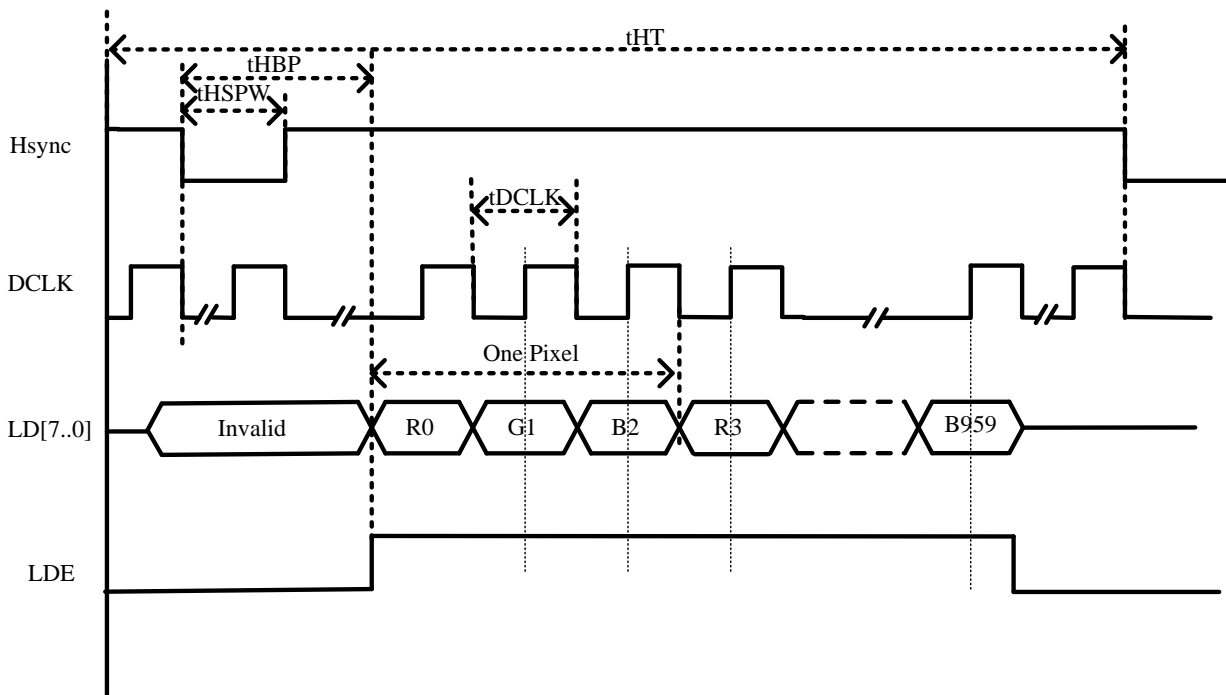 tHT
tHBP
tHSPW
Hsync
tDCLK
DCLK
One Pixel
LD[7..0] Invalid R0 G1 B2 R3 B959
LDE